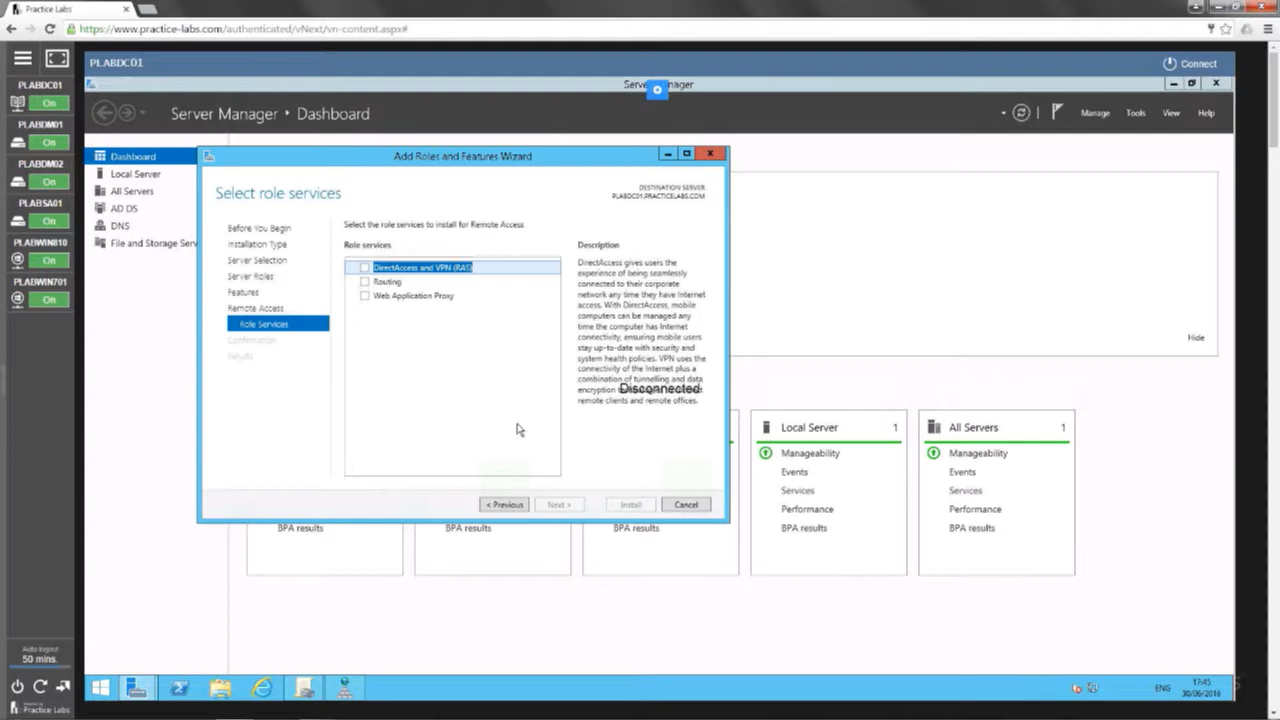 Practice Labs
https://www.practice-labs.com/authenticated/vNext/vn-content.aspx#
PLABDC01
Connect
Server Manager
Server Manager • Dashboard
Manage
Tools
View
Help
PLABDC01
On
PLABDM01
On
PLABDM02
On
PLABSA01
On
PLABWIN810
On
PLABWIN701
On
Dashboard
Local Server
All Servers
AD DS
DNS
File and Storage Serv
Add Roles and Features Wizard
Select role services
DESTINATION SERVER
PLABDC01.PRACTICELABS.COM
Before You Begin
Installation Type
Server Selection
Server Roles
Features
Remote Access
Role Services
Confirmation
Results
Select the role services to install for Remote Access
Role services
DirectAccess and VPN (RAS)
Routing
Web Application Proxy
Description
DirectAccess gives users the
experience of being seamlessly
connected to their corporate
network any time they have Internet
access. With DirectAccess, mobile
computers can be managed any
time the computer has Internet
connectivity, ensuring mobile users
stay up-to-date with security and
system health policies. VPN uses the
connectivity of the Internet plus a
combination of tunnelling and data
encryption
remote clients and remote offices.
Disconnected
< Previous
Next >
Install
Cancel
Hide
Local Server 1
Manageability
Events
Services
Performance
BPA results
All Servers 1
Manageability
Events
Services
Performance
BPA results
BPA results
BPA results
BPA results
Auto logout
50 mins.
Practice Labs
ENG
17:45
30/06/2016